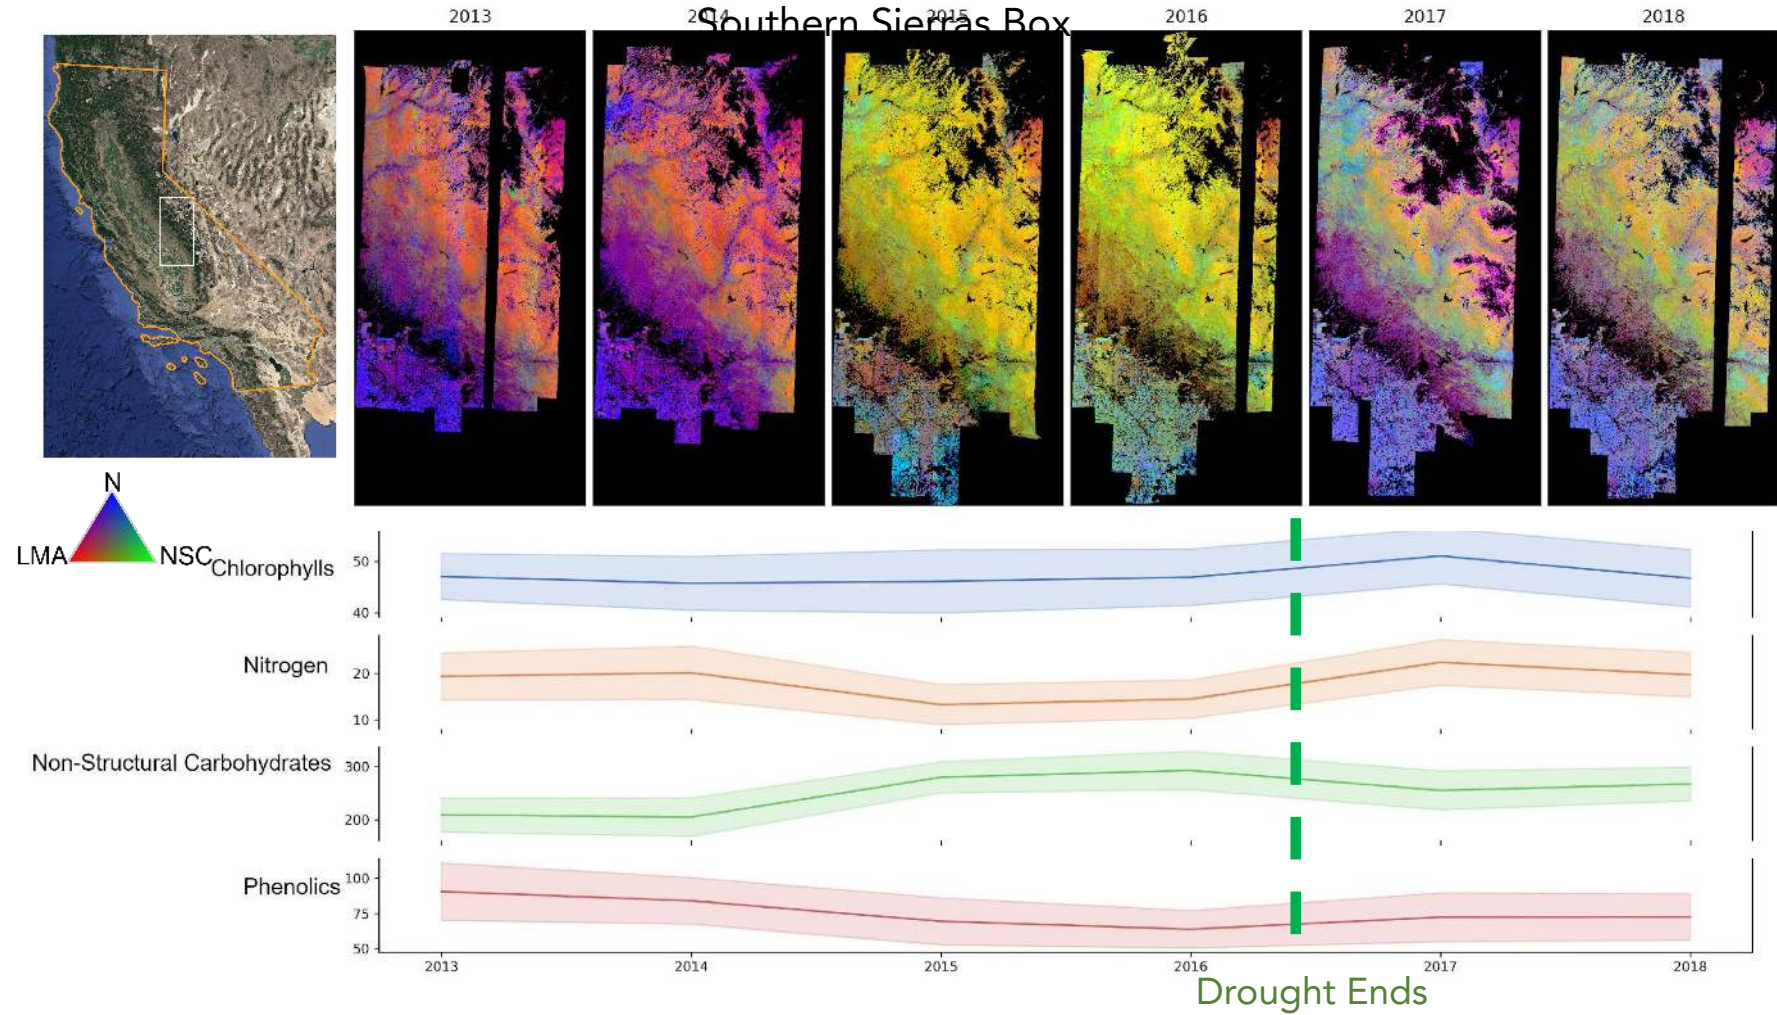 Southern Sierras Box
2013 2014 2015 2016 2017 2018
N
LMA NSC
Chlorophylls
50
40
Nitrogen
20
10
Non-Structural Carbohydrates
300
200
Phenolics
100
75
50
2013 2014 2015 2016 2017 2018
Drought Ends